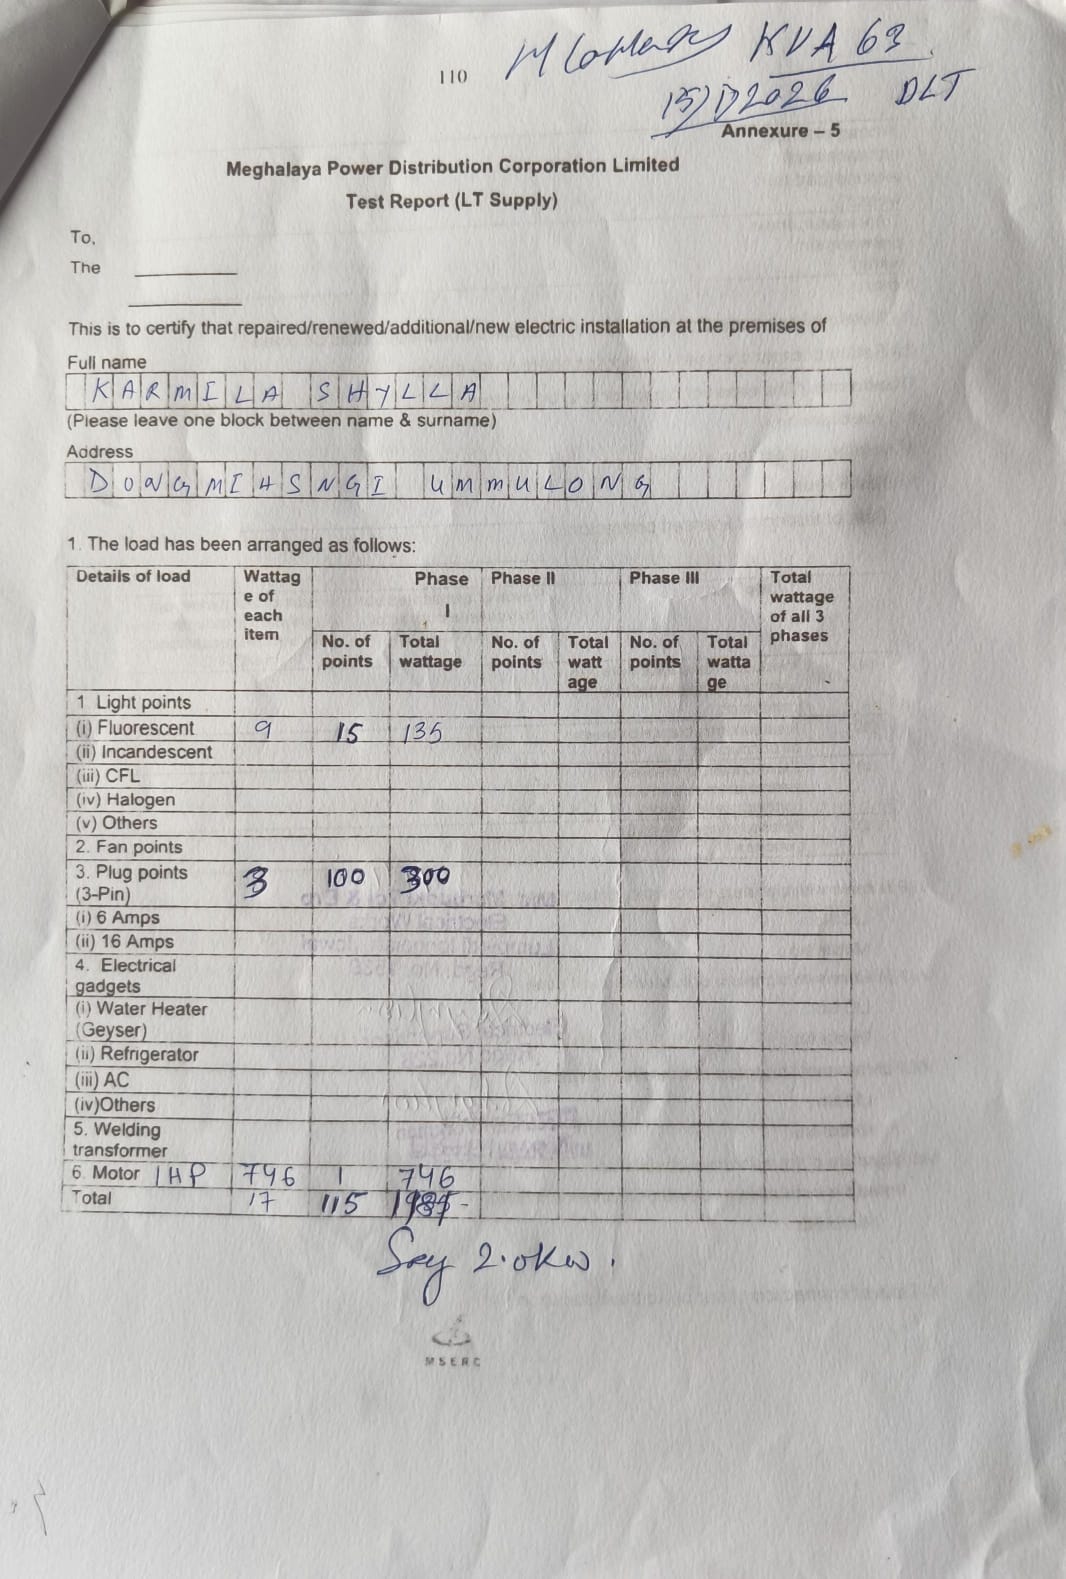 110
KVA 63
15/1/2026 DLT
Annexure – 5
Meghalaya Power Distribution Corporation Limited
Test Report (LT Supply)
To,
The
This is to certify that repaired/renewed/additional/new electric installation at the premises of
Full name
KARMILA SHYLLA
(Please leave one block between name & surname)
Address
DONGMIHSNGI UMMULONG
1. The load has been arranged as follows:
Details of load Wattag e of each item Phase I Phase II Phase III Total wattage of all 3 phases
No. of points Total wattage No. of points Total watt age No. of points Total watta ge
1 Light points
(i) Fluorescent 9 15 135
(ii) Incandescent
(iii) CFL
(iv) Halogen
(v) Others
2. Fan points
3. Plug points (3-Pin) 3 100 300
(i) 6 Amps
(ii) 16 Amps
4. Electrical gadgets
(i) Water Heater (Geyser)
(ii) Refrigerator
(iii) AC
(iv)Others
5. Welding transformer
6. Motor 1HP 746 1 746
Total 17 115
Say 2.0KW.
MSERC